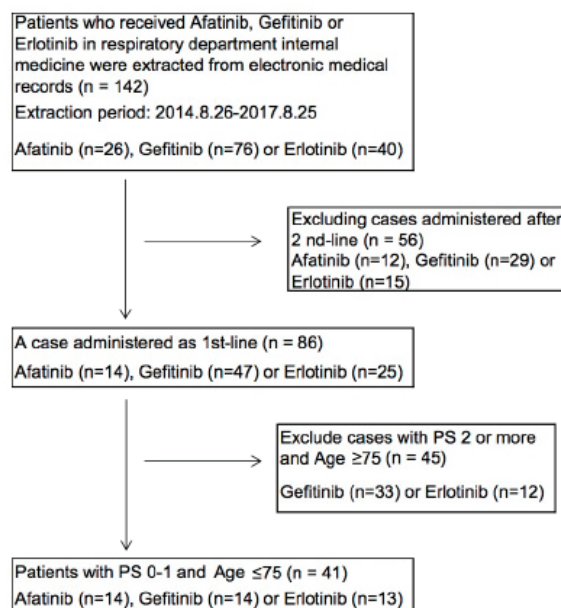 Patients who received Afatinib, Gefitinib or
Erlotinib in respiratory department internal
medicine were extracted from electronic medical
records (n = 142)
Extraction period: 2014.8.26-2017.8.25
Afatinib (n=26), Gefitinib (n=76) or Erlotinib (n=40)
Excluding cases administered after
2 nd-line (n = 56)
Afatinib (n=12), Gefitinib (n=29) or
Erlotinib (n=15)
A case administered as 1st-line (n = 86)
Afatinib (n=14), Gefitinib (n=47) or Erlotinib (n=25)
Exclude cases with PS 2 or more
and Age ≥75 (n = 45)
Gefitinib (n=33) or Erlotinib (n=12)
Patients with PS 0-1 and Age ≤75 (n = 41)
Afatinib (n=14), Gefitinib (n=14) or Erlotinib (n=13)